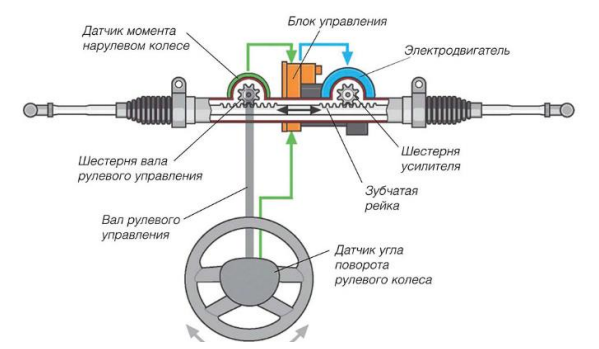 Датчик момента
нарулевом колесе
Блок управления
Электродвигатель
Шестерня вала
рулевого управления
Шестерня
усилителя
Зубчатая
рейка
Вал рулевого
управления
Датчик угла
поворота
рулевого колеса